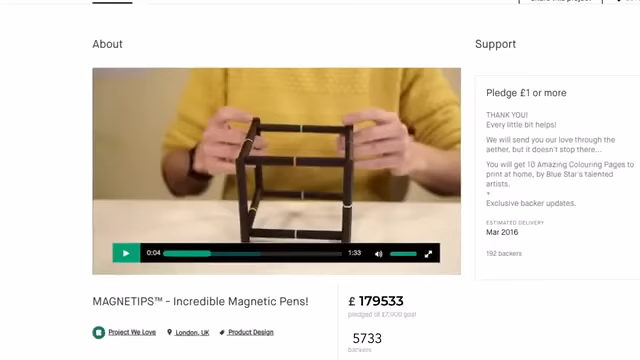 About
Support
Pledge £1 or more
THANK YOU!
Every little bit helps!
We will send you our love through the
aether, but it doesn't stop there...
You will get 10 Amazing Colouring Pages to
print at home, by Blue Star's talented
artists.
+
Exclusive backer updates.
ESTIMATED DELIVERY
Mar 2016
192 backers
0:04
1:33
MAGNETIPS™ - Incredible Magnetic Pens!
Project We Love
London, UK
Product Design
£ 179533
pledged of £7,900 goal
5733
backers